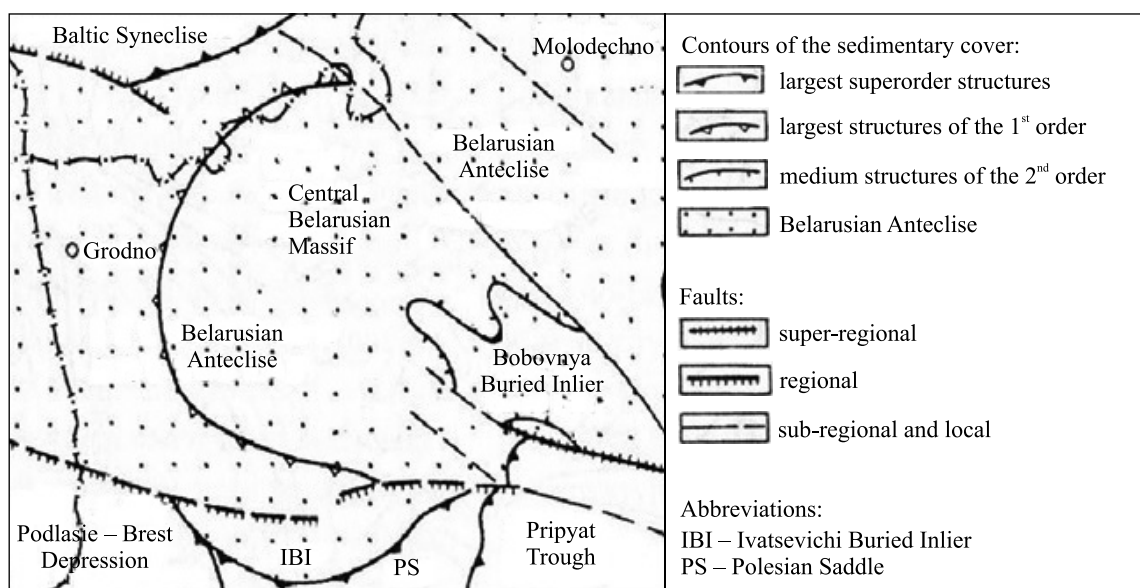 Baltic Syneclise
Molodechno
Belarusian
Anteclise
Central
Belarusian
Massif
Grodno
Belarusian
Anteclise
Bobovnya
Buried Inlier
Podlasie – Brest
Depression
IBI
PS
Pripyat
Trough
Contours of the sedimentary cover:
largest superorder structures
largest structures of the 1st order
medium structures of the 2nd order
Belarusian Anteclise
Faults:
super-regional
regional
sub-regional and local
Abbreviations:
IBI – Ivatsevichi Buried Inlier
PS – Polesian Saddle